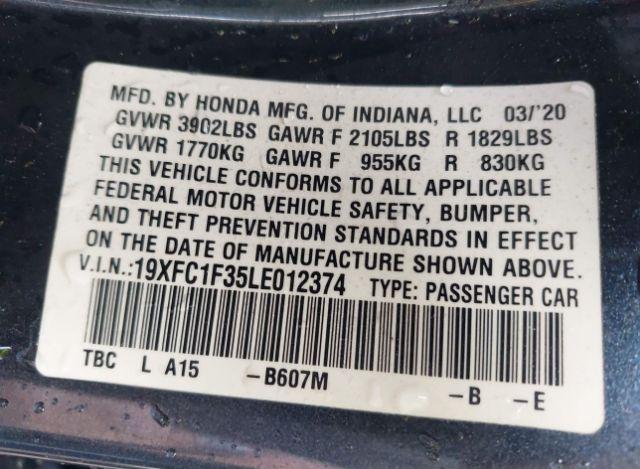 MFD. BY HONDA MFG. OF INDIANA, LLC 03/'20
GVWR 3902LBS GAWR F 2105LBS R 1829LBS
GVWR 1770KG GAWR F 955KG R 830KG
THIS VEHICLE CONFORMS TO ALL APPLICABLE
FEDERAL MOTOR VEHICLE SAFETY, BUMPER,
AND THEFT PREVENTION STANDARDS IN EFFECT
ON THE DATE OF MANUFACTURE SHOWN ABOVE.
V.I.N.:19XFC1F35LE012374 TYPE: PASSENGER CAR
TBC L A15 -B607M -B -E